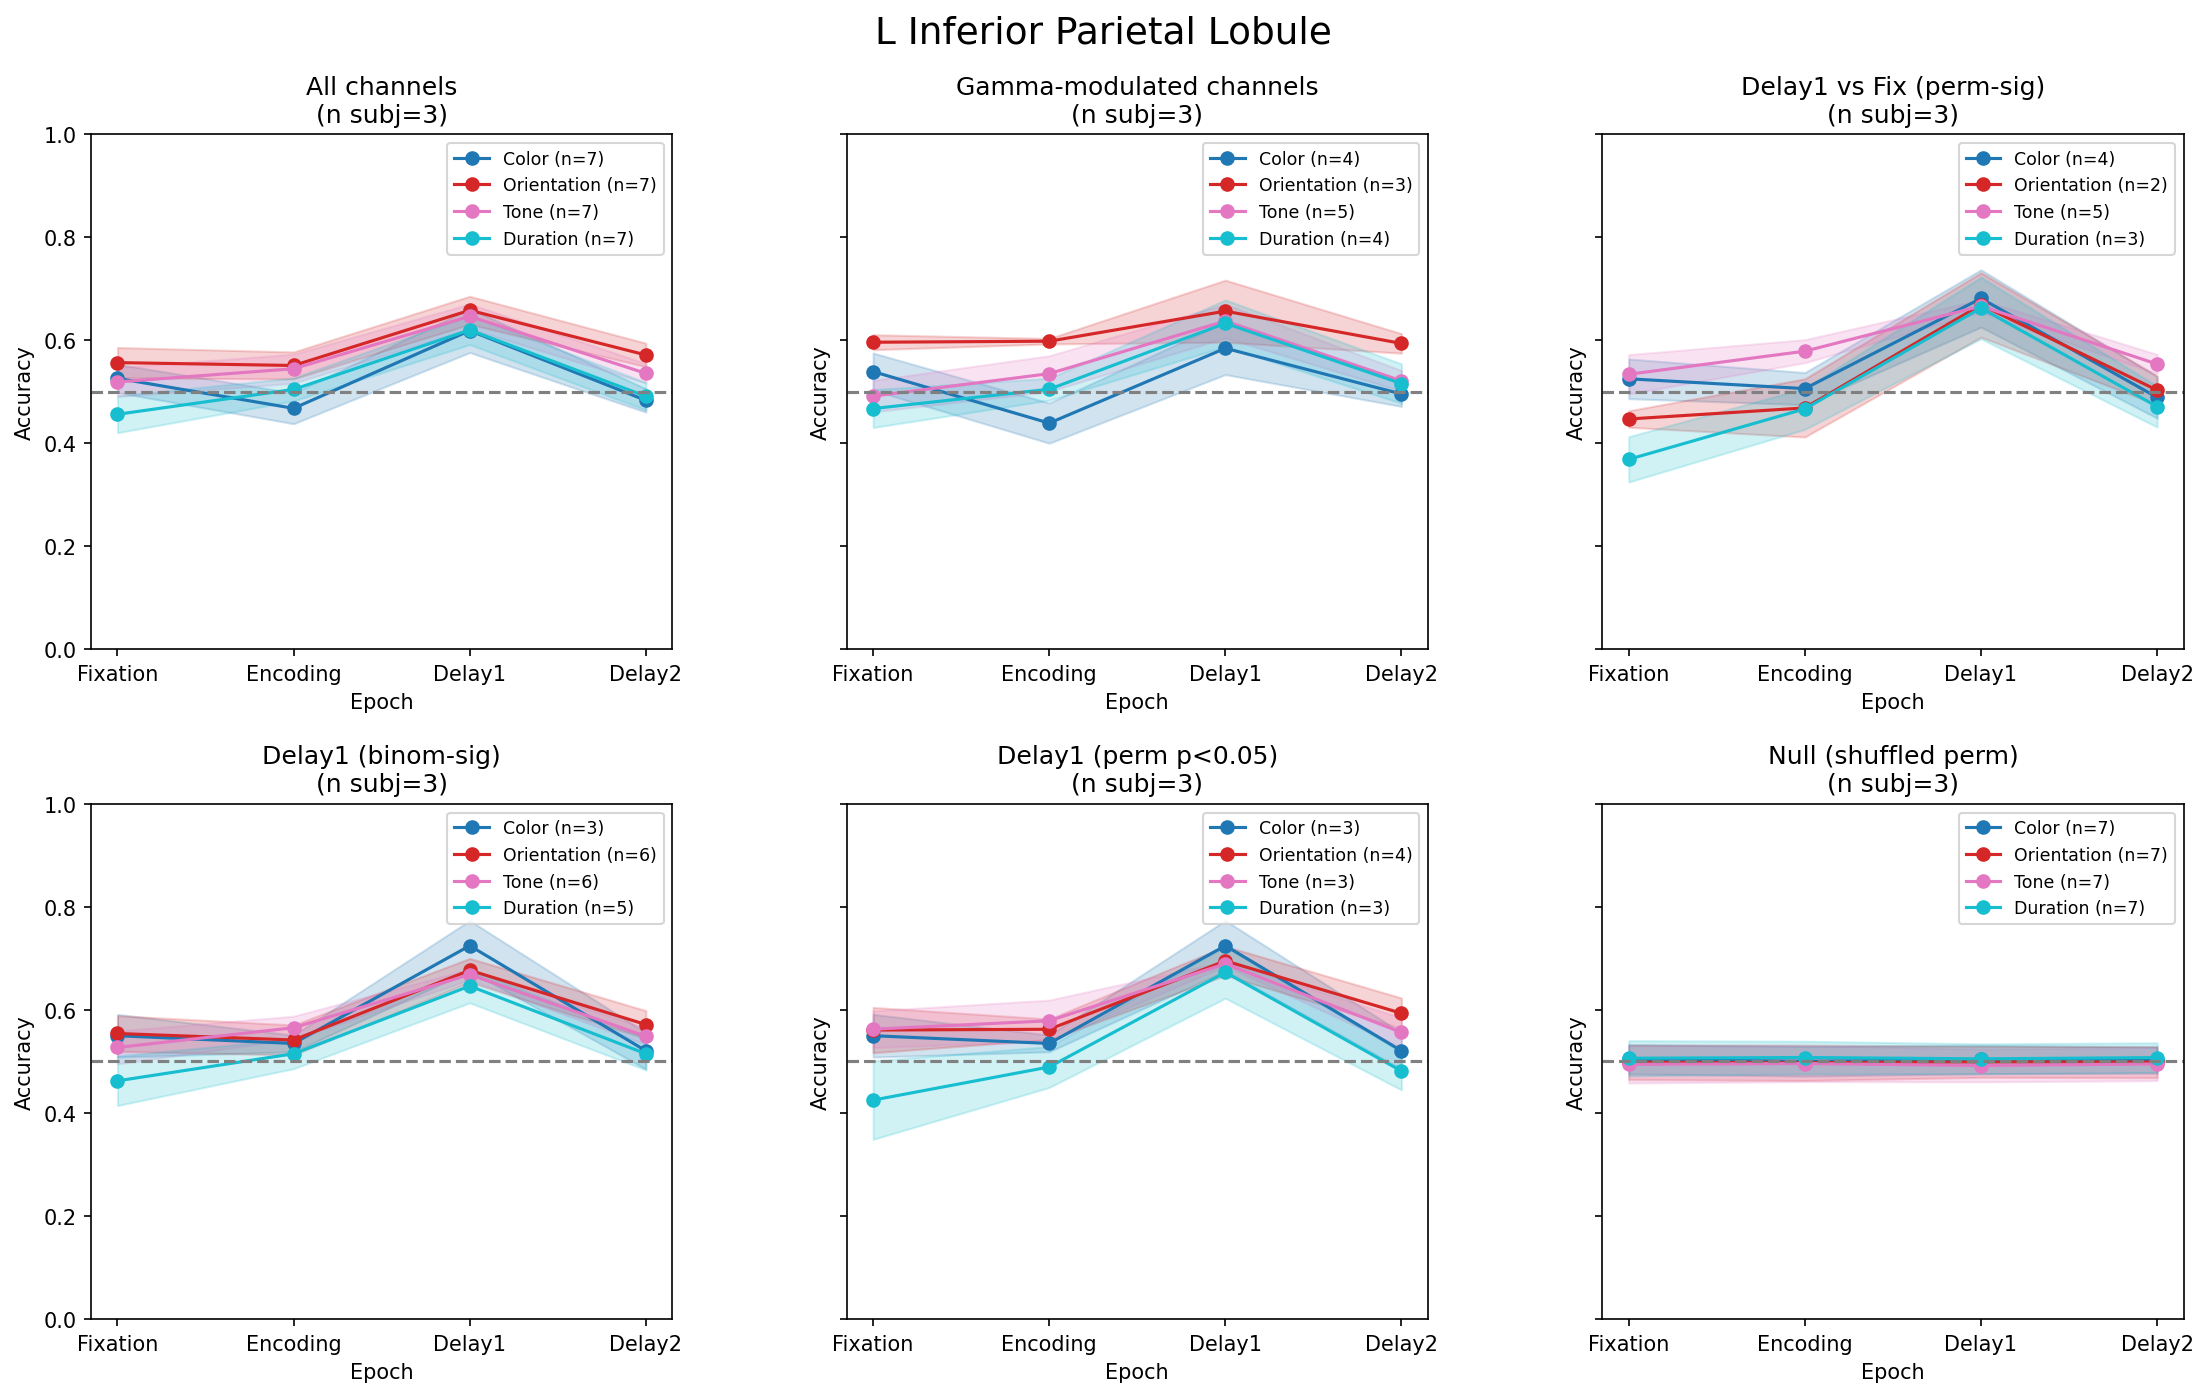 L Inferior Parietal Lobule
All channels
(n subj=3)
Accuracy
1.0
0.8
0.6
0.4
0.2
0.0
Color (n=7)
Orientation (n=7)
Tone (n=7)
Duration (n=7)
Fixation Encoding Delay1 Delay2
Epoch
Gamma-modulated channels
(n subj=3)
Accuracy
Color (n=4)
Orientation (n=3)
Tone (n=5)
Duration (n=4)
Fixation Encoding Delay1 Delay2
Epoch
Delay1 vs Fix (perm-sig)
(n subj=3)
Accuracy
Color (n=4)
Orientation (n=2)
Tone (n=5)
Duration (n=3)
Fixation Encoding Delay1 Delay2
Epoch
Delay1 (binom-sig)
(n subj=3)
Accuracy
1.0
0.8
0.6
0.4
0.2
0.0
Color (n=3)
Orientation (n=6)
Tone (n=6)
Duration (n=5)
Fixation Encoding Delay1 Delay2
Epoch
Delay1 (perm p<0.05)
(n subj=3)
Accuracy
Color (n=3)
Orientation (n=4)
Tone (n=3)
Duration (n=3)
Fixation Encoding Delay1 Delay2
Epoch
Null (shuffled perm)
(n subj=3)
Accuracy
Color (n=7)
Orientation (n=7)
Tone (n=7)
Duration (n=7)
Fixation Encoding Delay1 Delay2
Epoch